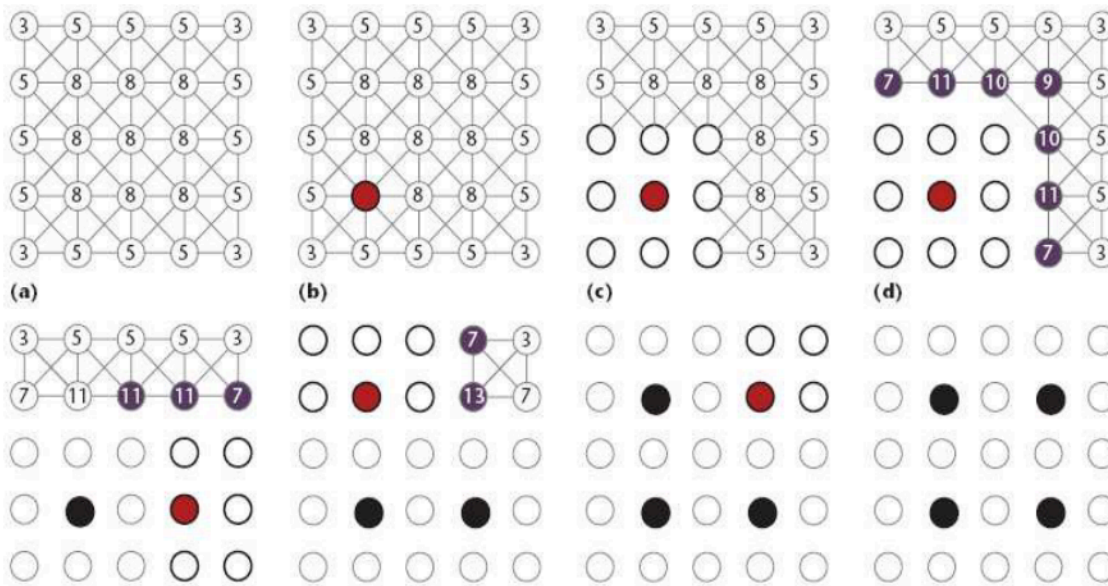 3 5 5 5 3 3 5 5 5 3 3 5 5 5 3 3 5 5 5 3
5 8 8 8 5 5 8 8 8 5 5 8 8 8 5 7 11 10 9 5
5 8 8 8 5 5 8 8 8 5 8 5 10 5
5 8 8 8 5 5 8 8 5 8 5 11 5
3 5 5 5 3 3 5 5 5 3 5 3 7 3
(a) (b) (c) (d)
3 5 5 5 3 7 3
7 11 11 11 7 13 7